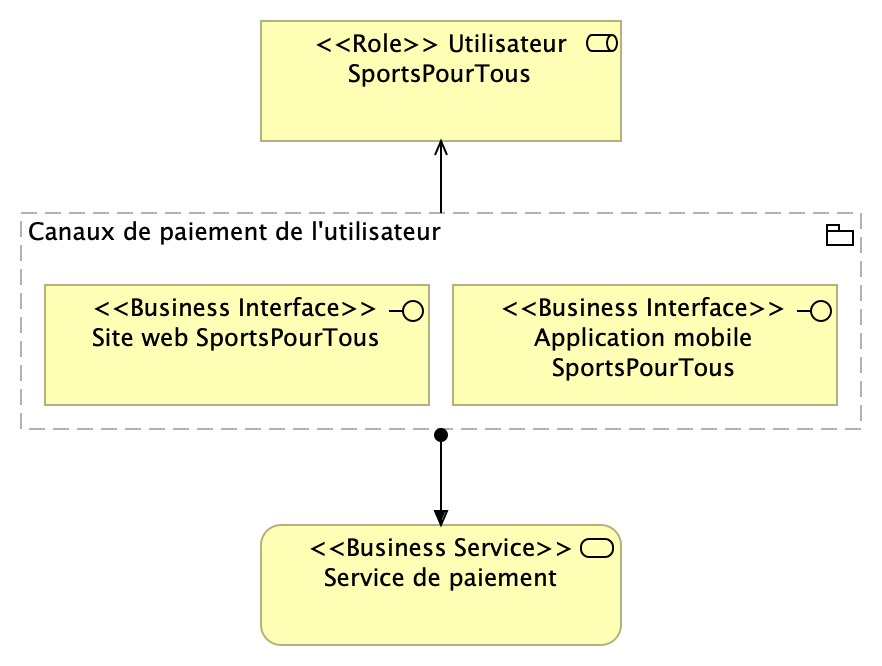 <<Role>> Utilisateur
SportsPourTous
Canaux de paiement de l'utilisateur
<<Business Interface>>
Site web SportsPourTous
<<Business Interface>>
Application mobile
SportsPourTous
<<Business Service>>
Service de paiement